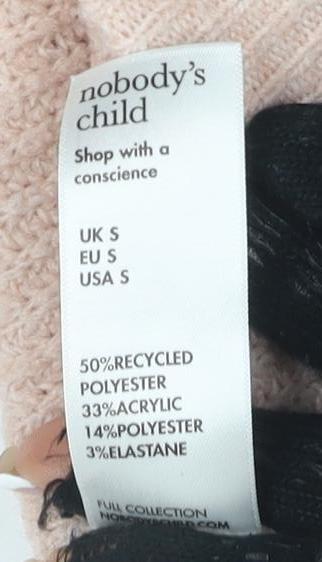 nobody's
child
Shop with a
conscience
UK S
EU S
USA S
50%RECYCLED
POLYESTER
33%ACRYLIC
14%POLYESTER
3%ELASTANE
FULL COLLECTION
NOBODYSCHILD.COM